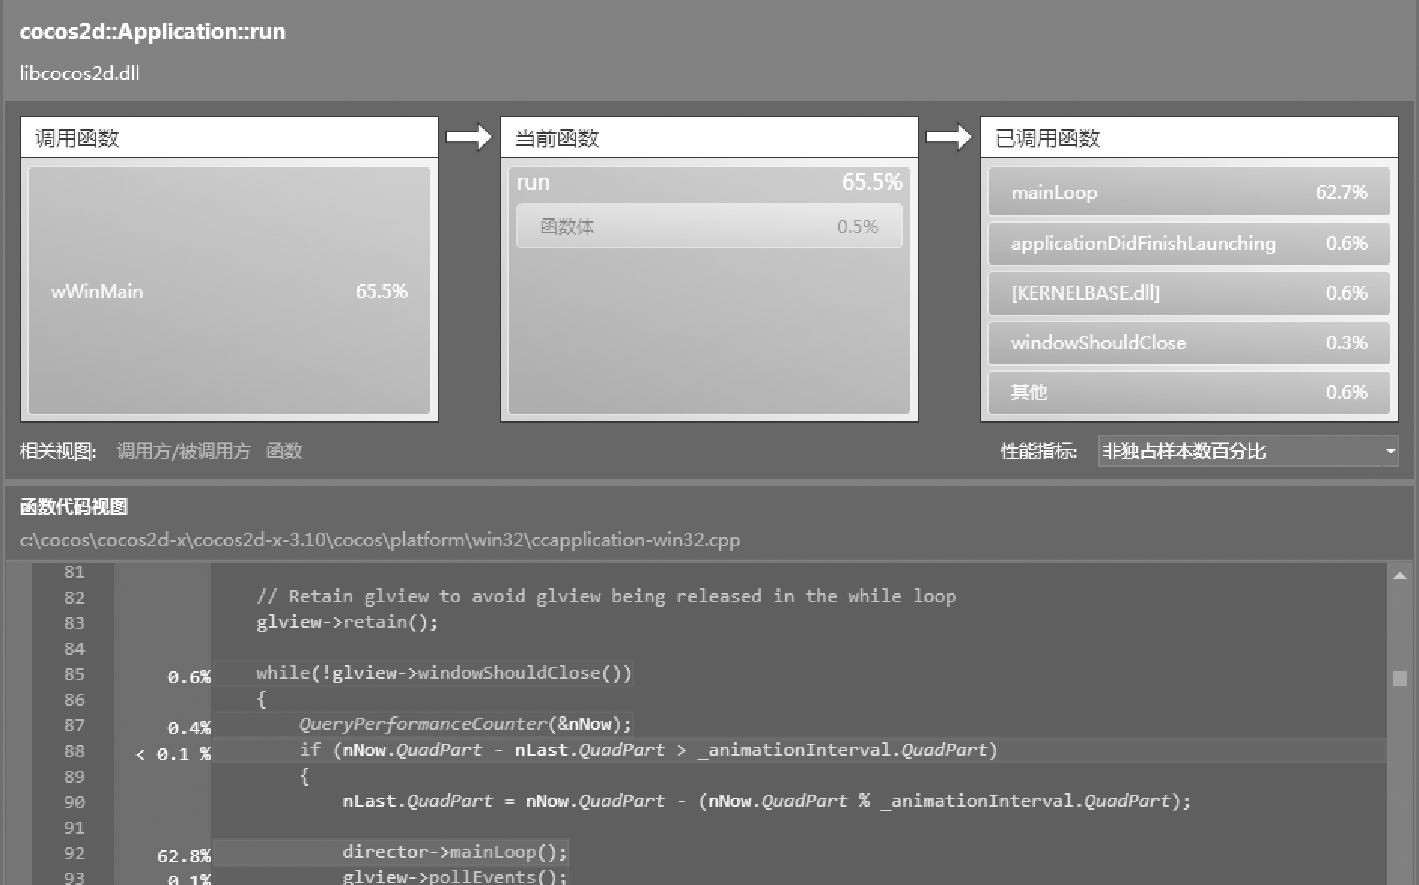 cocos2d::Application::run
libcocos2d.dll
调用函数
wWinMain 65.5%
当前函数
run 65.5%
函数体 0.5%
已调用函数
mainLoop 62.7%
applicationDidFinishLaunching 0.6%
[KERNELBASE.dll] 0.6%
windowShouldClose 0.3%
其他 0.6%
相关视图: 调用方/被调用方 函数
性能指标: 非独占样本数百分比
函数代码视图
c:\cocos\cocos2d-x\cocos2d-x-3.10\cocos\platform\win32\ccapplication-win32.cpp
81
82 // Retain glview to avoid glview being released in the while loop
83 glview->retain();
84
85 0.6% while(!glview->windowShouldClose())
86 {
87 0.4% QueryPerformanceCounter(&nNow);
88 < 0.1 % if (nNow.QuadPart - nLast.QuadPart > _animationInterval.QuadPart)
89 {
90 nLast.QuadPart = nNow.QuadPart - (nNow.QuadPart % _animationInterval.QuadPart);
91
92 62.8% director->mainLoop();
93 0.1% glview->pollEvents();